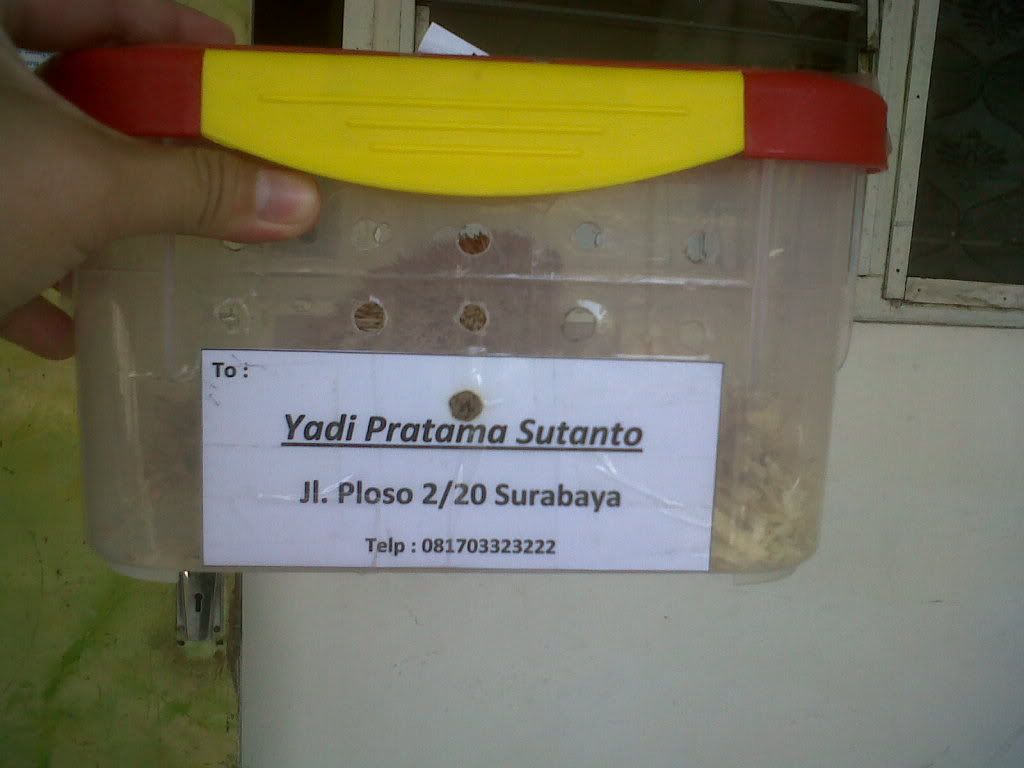 To :
Yadi Pratama Sutanto
Jl. Ploso 2/20 Surabaya
Telp : 081703323222